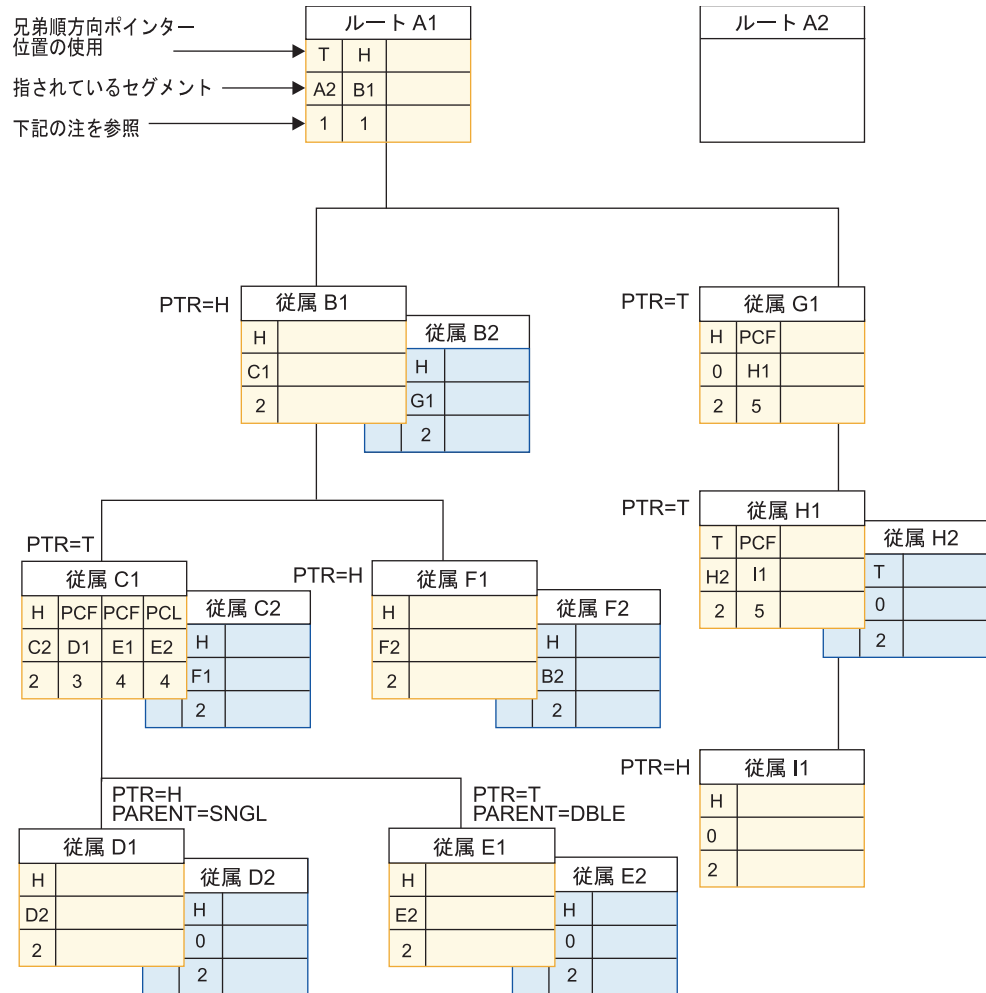 兄弟順方向ポインター
位置の使用
指されているセグメント
下記の注を参照
ルート A1
T H
A2 B1
1 1
ルート A2
PTR=H
従属 B1
H
C1
2
従属 B2
H
G1
2
PTR=T
従属 G1
H PCF
0 H1
2 5
PTR=T
従属 C1
H PCF PCF PCL
C2 D1 E1 E2
2 3 4 4
従属 C2
H
F1
2
PTR=H
従属 F1
H
F2
2
従属 F2
H
B2
2
PTR=T
従属 H1
T PCF
H2 I1
2 5
従属 H2
T
0
2
PTR=H
PARENT=SNGL
従属 D1
H
D2
2
従属 D2
H
0
2
PTR=T
PARENT=DBLE
従属 E1
H
E2
2
従属 E2
H
0
2
PTR=H
従属 I1
H
0
2